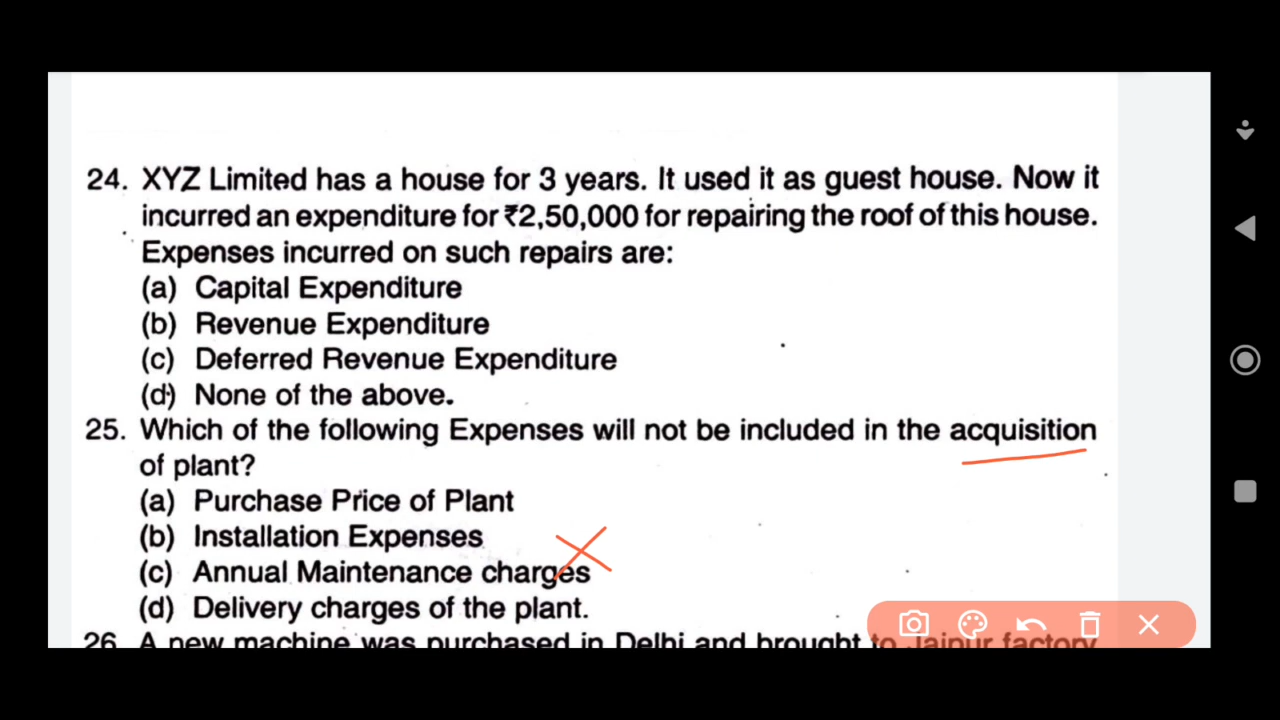 24. XYZ Limited has a house for 3 years. It used it as guest house. Now it
incurred an expenditure for ₹2,50,000 for repairing the roof of this house.
Expenses incurred on such repairs are:
(a) Capital Expenditure
(b) Revenue Expenditure
(c) Deferred Revenue Expenditure
(d) None of the above.
25. Which of the following Expenses will not be included in the acquisition
of plant?
(a) Purchase Price of Plant
(b) Installation Expenses
(c) Annual Maintenance charges
(d) Delivery charges of the plant.
26. A new machine was purchased in Delhi and brought to Jaipur factory